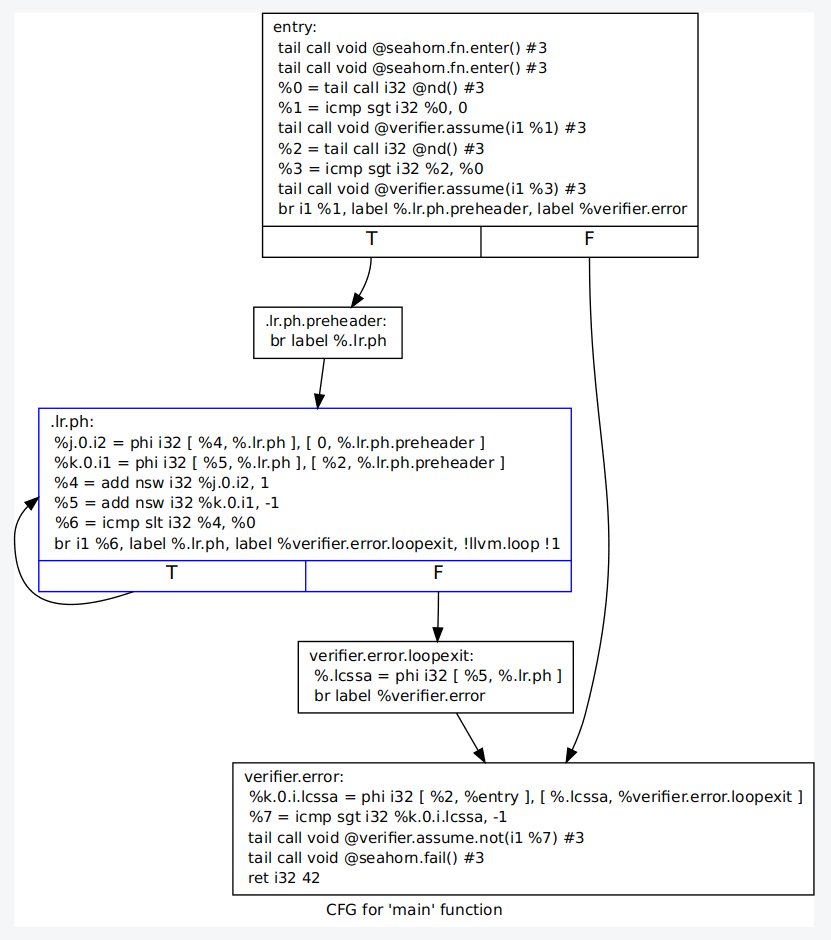 entry:
tail call void @seahorn.fn.enter() #3
tail call void @seahorn.fn.enter() #3
%0 = tail call i32 @nd() #3
%1 = icmp sgt i32 %0, 0
tail call void @verifier.assume(i1 %1) #3
%2 = tail call i32 @nd() #3
%3 = icmp sgt i32 %2, %0
tail call void @verifier.assume(i1 %3) #3
br i1 %1, label %.lr.ph.preheader, label %verifier.error
T F
.lr.ph.preheader:
br label %.lr.ph
.lr.ph:
%j.0.i2 = phi i32 [ %4, %.lr.ph ], [ 0, %.lr.ph.preheader ]
%k.0.i1 = phi i32 [ %5, %.lr.ph ], [ %2, %.lr.ph.preheader ]
%4 = add nsw i32 %j.0.i2, 1
%5 = add nsw i32 %k.0.i1, -1
%6 = icmp slt i32 %4, %0
br i1 %6, label %.lr.ph, label %verifier.error.loopexit, !llvm.loop !1
T F
verifier.error.loopexit:
%.lcssa = phi i32 [ %5, %.lr.ph ]
br label %verifier.error
verifier.error:
%k.0.i.lcssa = phi i32 [ %2, %entry ], [ %.lcssa, %verifier.error.loopexit ]
%7 = icmp sgt i32 %k.0.i.lcssa, -1
tail call void @verifier.assume.not(i1 %7) #3
tail call void @seahorn.fail() #3
ret i32 42
CFG for 'main' function